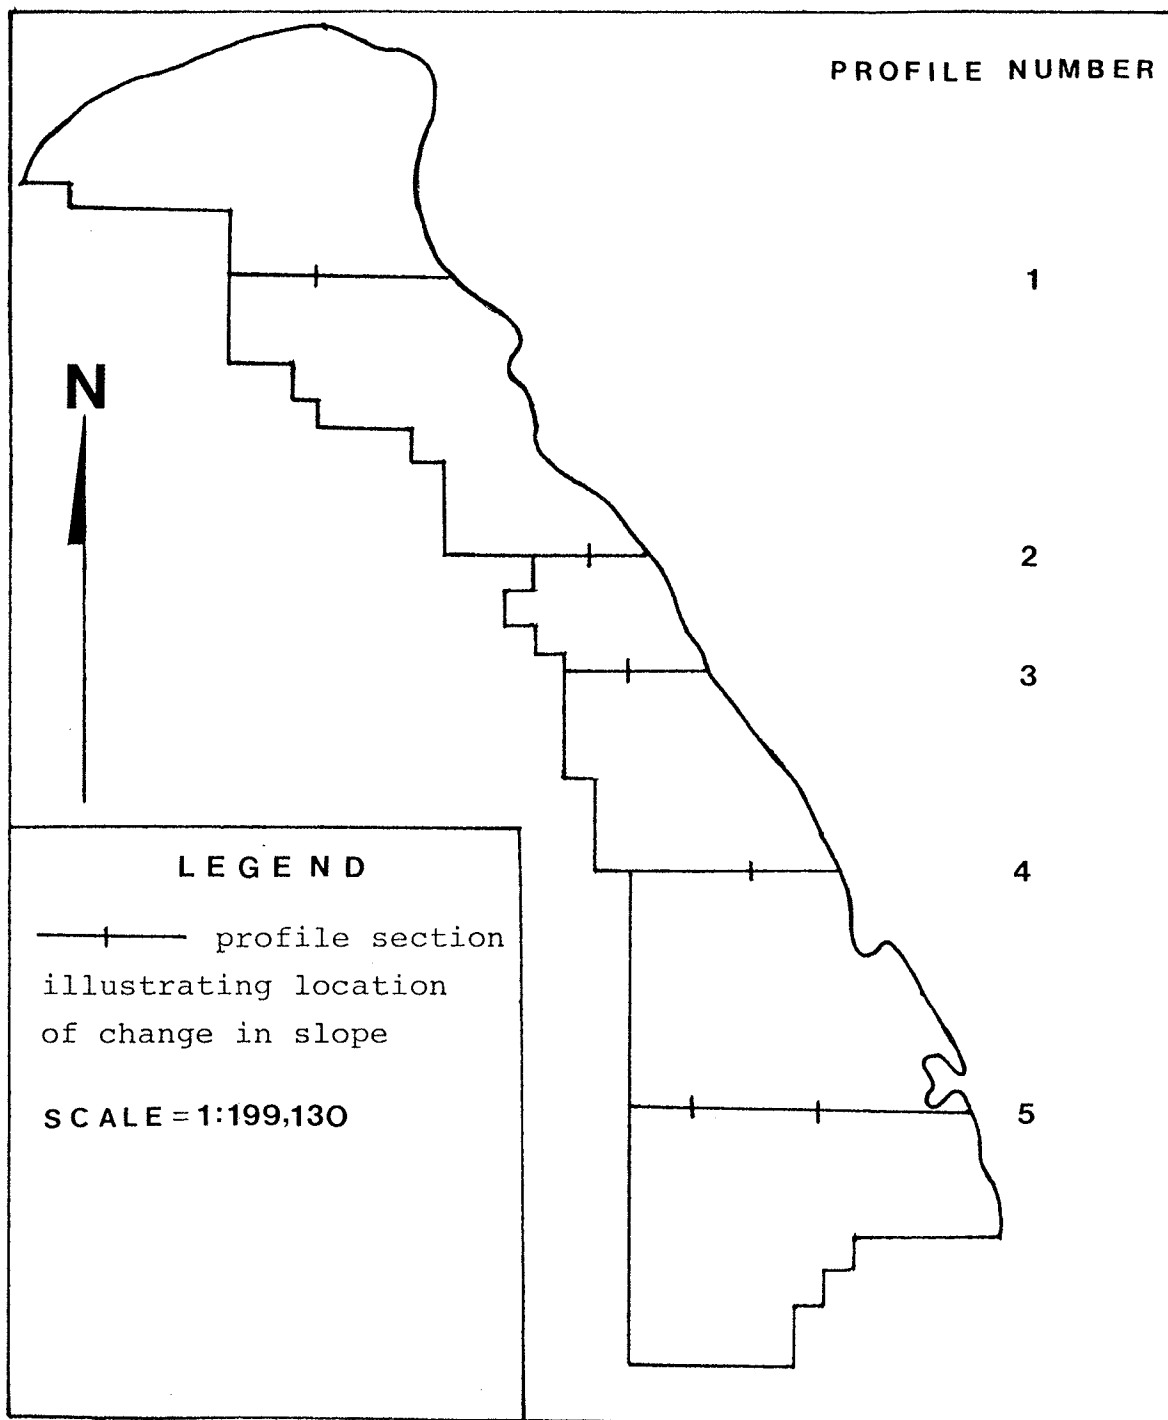 PROFILE NUMBER
1
N
2
3
4
5
LEGEND
profile section
illustrating location
of change in slope
SCALE = 1:199,130